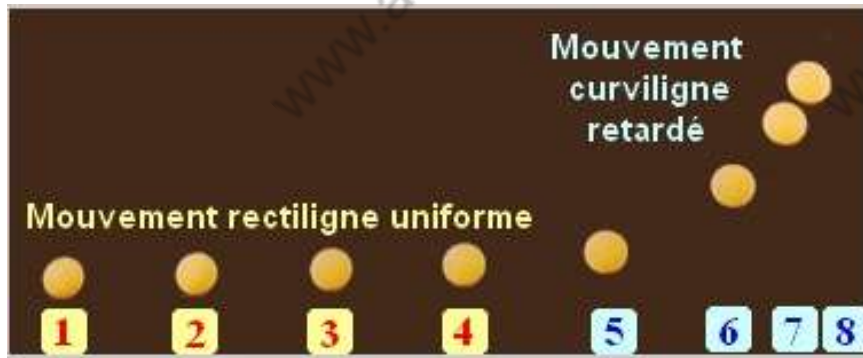 Mouvement
curviligne
retardé
Mouvement rectiligne uniforme
1 2 3 4 5 6 7 8